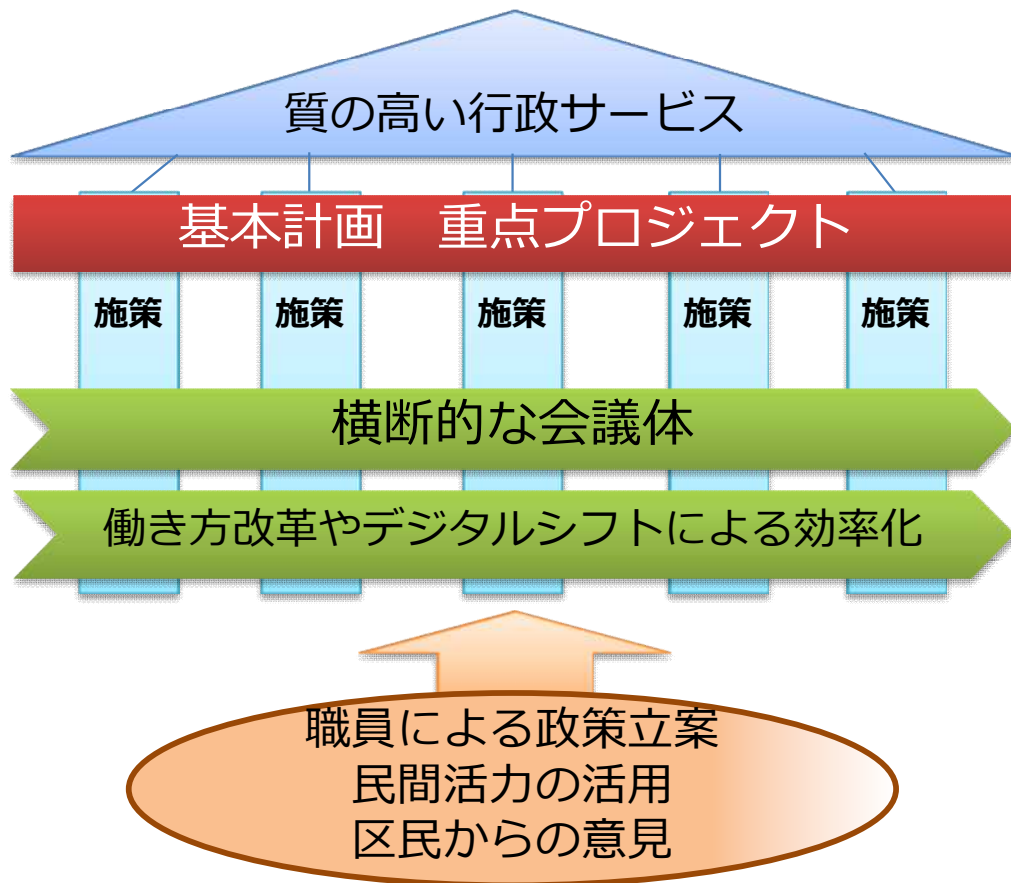 質の高い行政サービス
基本計画　重点プロジェクト
施策 施策 施策 施策 施策
横断的な会議体
働き方改革やデジタルシフトによる効率化
職員による政策立案
民間活力の活用
区民からの意見